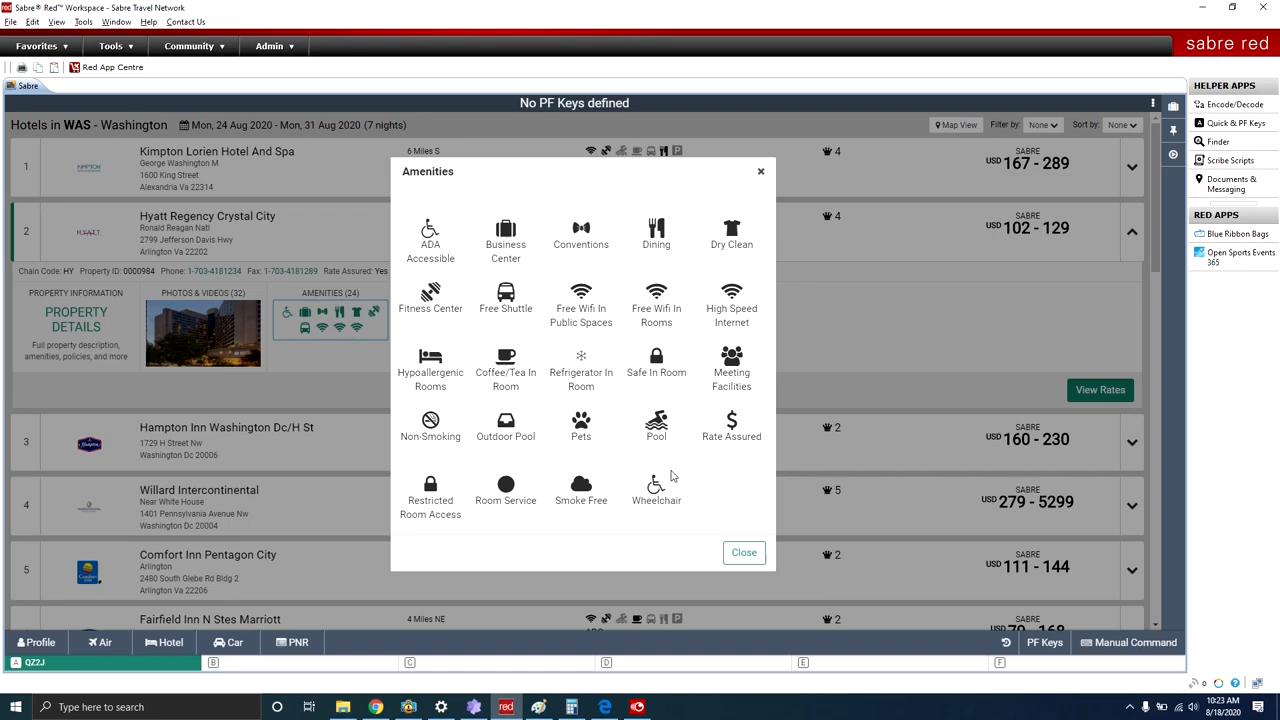 Sabre® Red™ Workspace - Sabre Travel Network
File Edit View Tools Window Help Contact Us
Favorites Tools Community Admin
sabre red
Red App Centre
Sabre
No PF Keys defined
Hotels in WAS - Washington Mon, 24 Aug 2020 - Mon, 31 Aug 2020 (7 nights)
Map View Filter by: None Sort by: None
1
KIMPTON
Kimpton Lorien Hotel And Spa
George Washington M
1600 King Street
Alexandria Va 22314
6 Miles S
4
SABRE
USD 167 - 289
2
HYATT
Hyatt Regency Crystal City
Ronald Reagan Natl
2799 Jefferson Davis Hwy
Arlington Va 22202
4
SABRE
USD 102 - 129
Chain Code: HY Property ID: 0000984 Phone: 1-703-4181234 Fax: 1-703-4181289 Rate Assured: Yes
PROPERTY INFORMATION
PROPERTY
DETAILS
Full property description,
amenities, policies, and more
PHOTOS & VIDEOS (32)
AMENITIES (24)
View Rates
3
Hampton Inn Washington Dc/H St
1729 H Street Nw
Washington Dc 20006
2
SABRE
USD 160 - 230
4
Willard Intercontinental
Near White House
1401 Pennsylvania Avenue Nw
Washington Dc 20004
5
SABRE
USD 279 - 5299
5
Comfort Inn Pentagon City
Arlington
2480 South Glebe Rd Bldg 2
Arlington Va 22206
2
SABRE
USD 111 - 144
Fairfield Inn N Stes Marriott
4 Miles NE
2
SABRE
Amenities
ADA
Accessible
Business
Center
Conventions
Dining
Dry Clean
Fitness Center
Free Shuttle
Free Wifi In
Public Spaces
Free Wifi In
Rooms
High Speed
Internet
Hypoallergenic
Rooms
Coffee/Tea In
Room
Refrigerator In
Room
Safe In Room
Meeting
Facilities
Non-Smoking
Outdoor Pool
Pets
Pool
Rate Assured
Restricted
Room Access
Room Service
Smoke Free
Wheelchair
Close
HELPER APPS
Encode/Decode
Quick & PF Keys
Finder
Scribe Scripts
Documents &
Messaging
RED APPS
Blue Ribbon Bags
Open Sports Events
365
Profile Air Hotel Car PNR PF Keys Manual Command
A QZ2J B C D E F
0
Type here to search
red
10:23 AM
8/18/2020